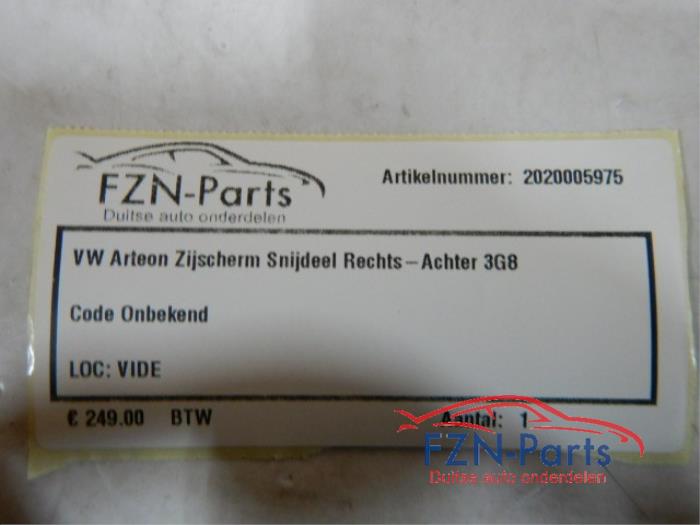 FZN-Parts
Duitse auto onderdelen
Artikelnummer: 2020005975
VW Arteon Zijscherm Snijdeel Rechts-Achter 3G8
Code Onbekend
LOC: VIDE
€ 249.00 BTW
Aantal: 1
FZN-Parts
Duitse auto onderdelen